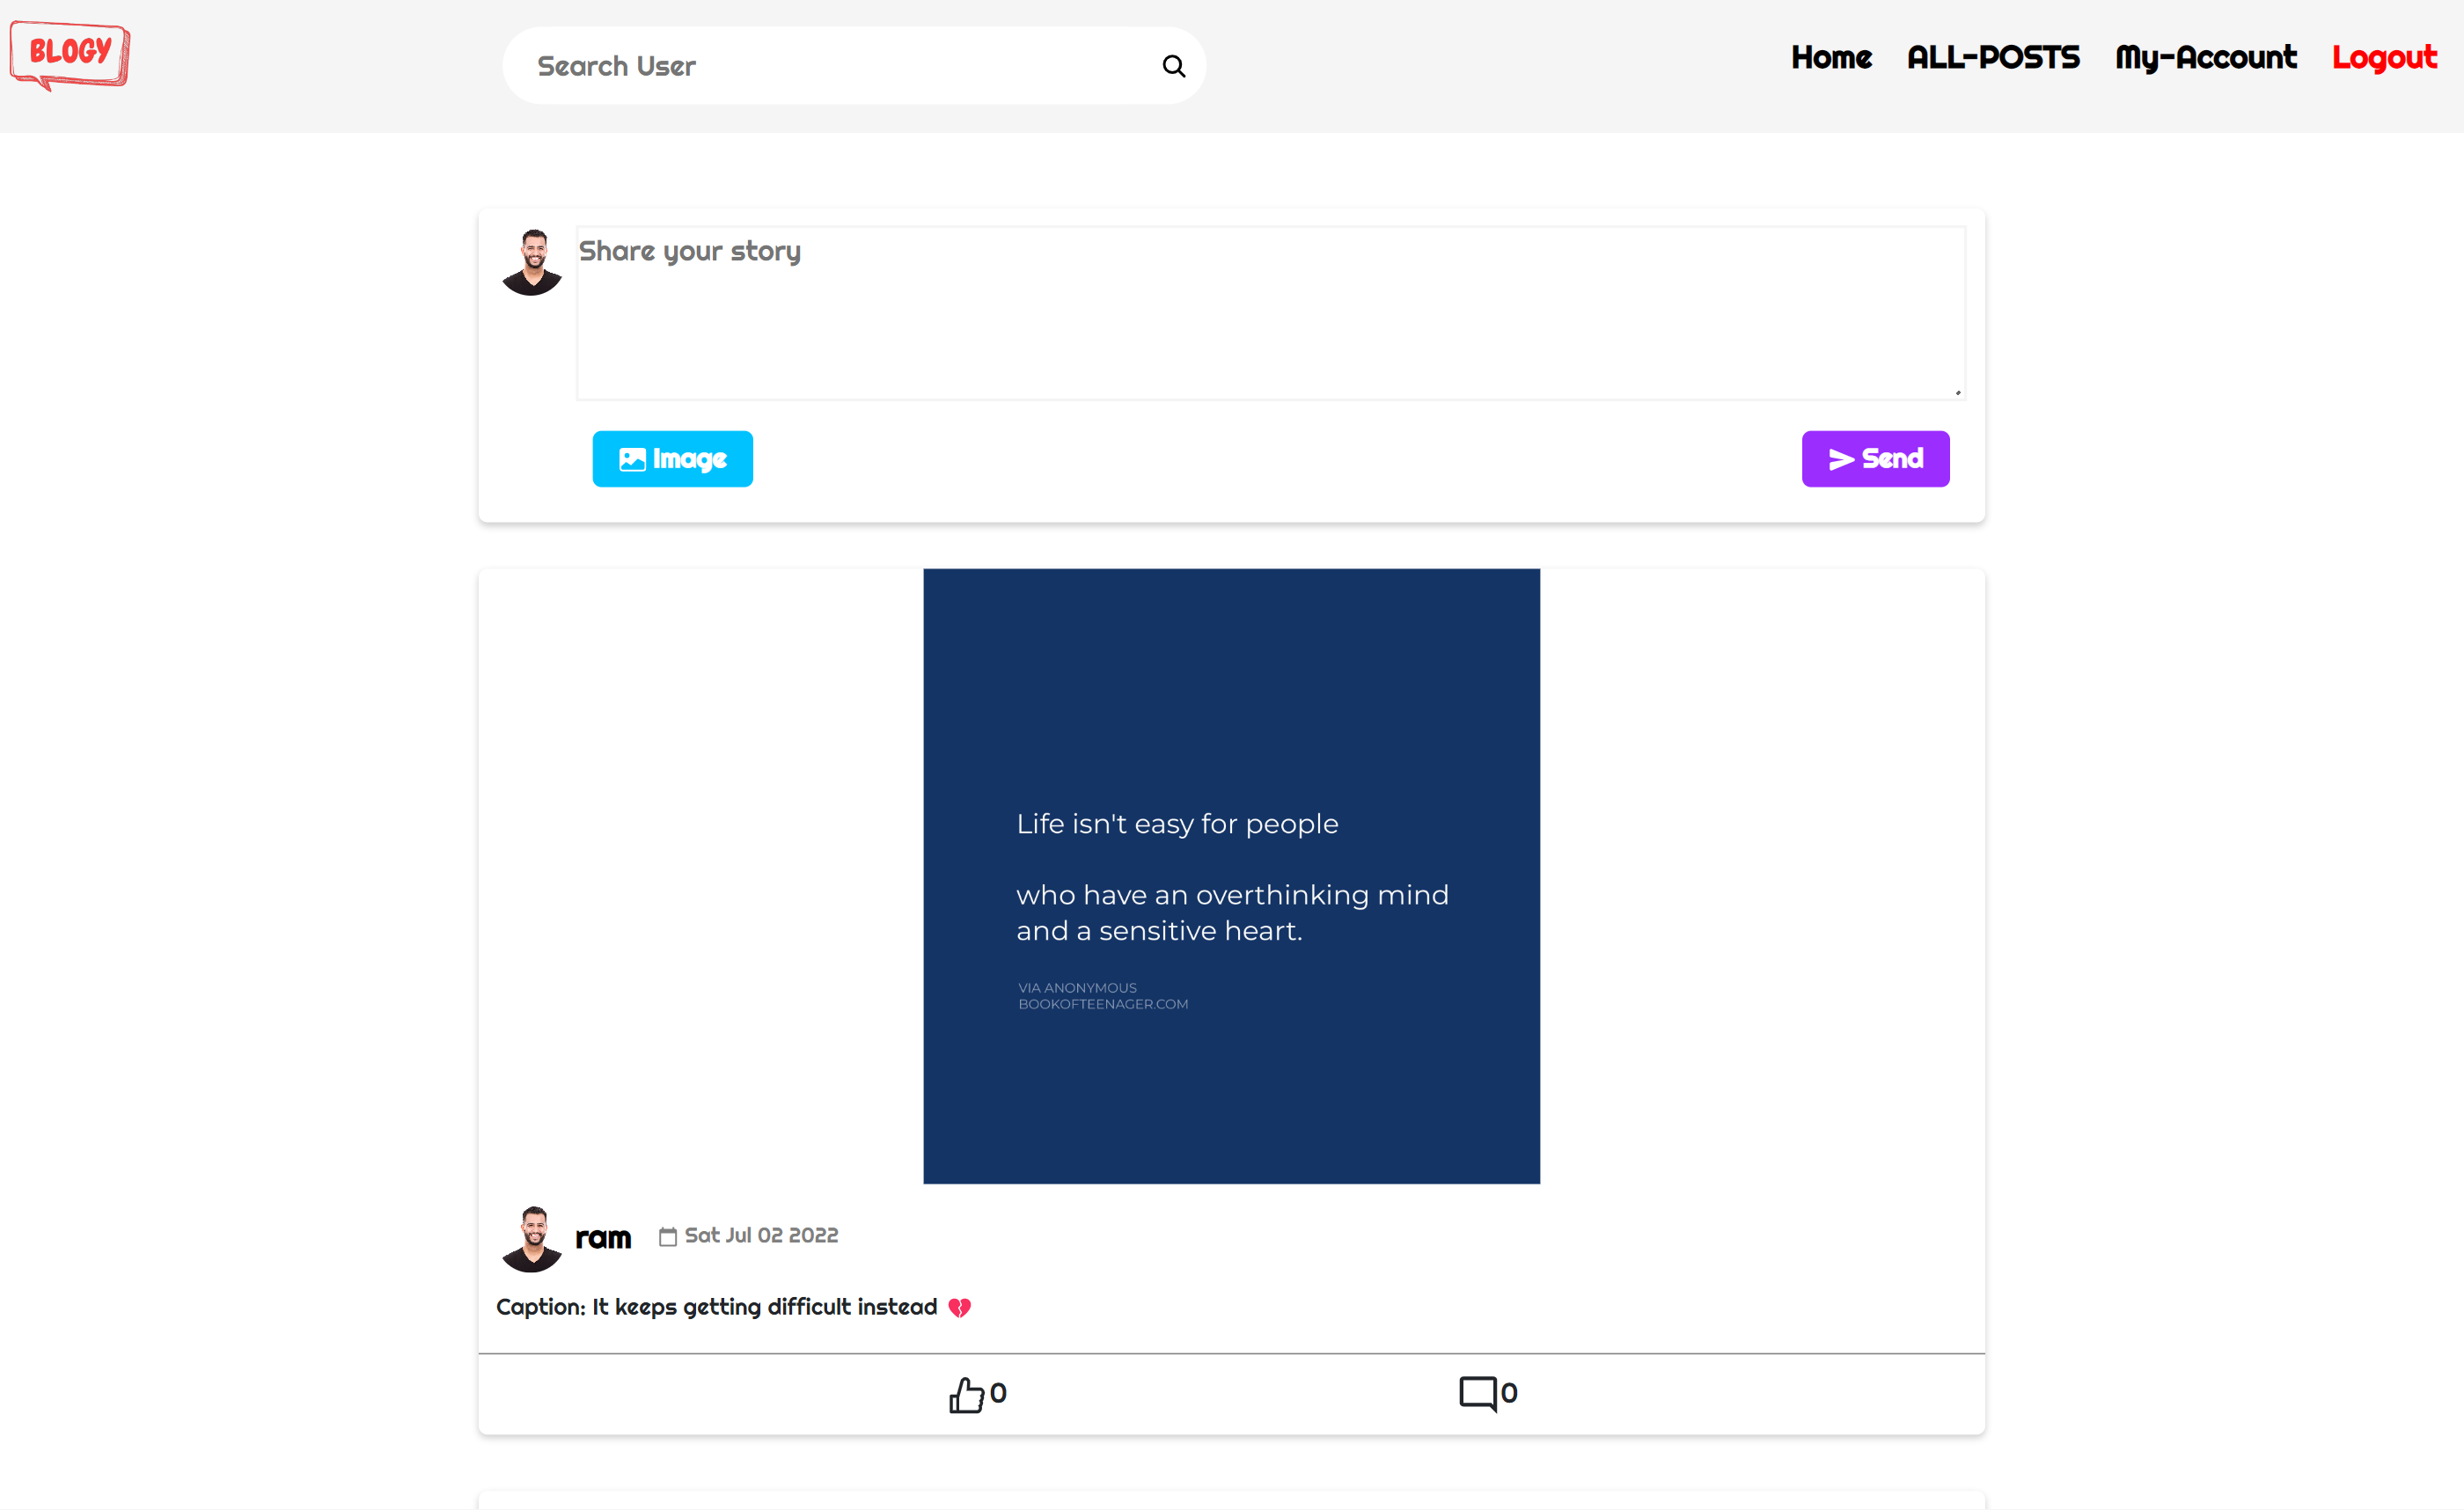 BLOGY
Search User
Home ALL-POSTS My-Account Logout
Share your story
Image
Send
Life isn't easy for people
who have an overthinking mind
and a sensitive heart.
VIA ANONYMOUS
BOOKOFTEENAGER.COM
ram Sat Jul 02 2022
Caption: It keeps getting difficult instead 💔
0 0